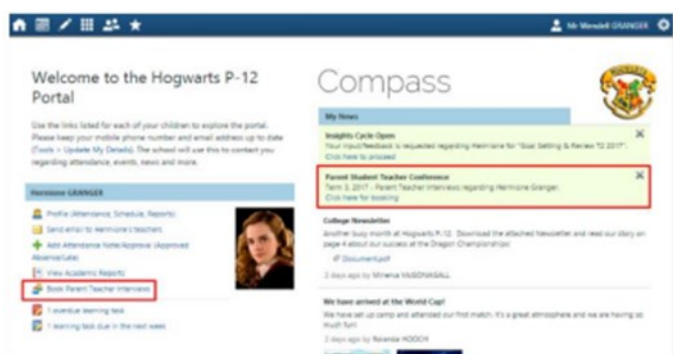 Mr Wendell GRANGER
Welcome to the Hogwarts P-12
Portal
Use the links listed for each of your children to explore the portal.
Please keep your mobile phone number and email address up to date
(Tools > Update My Details). The school will use this to contact you
regarding attendance, events, news and more.
Hermione GRANGER
Profile (Attendance, Schedule, Reports)
Send email to Hermione's teachers
Add Attendance Note/Approval (Approved
Absence/Late)
View Academic Reports
Book Parent Teacher Interviews
1 overdue learning task
1 learning task due in the next week
Compass
My News
Insights Cycle Open
Your input/feedback is requested regarding Hermione for "Goal Setting & Review T2 2017".
Click here to proceed
Parent Student Teacher Conference
Term 3, 2017 - Parent Teacher Interviews regarding Hermione Granger.
Click here for booking
College Newsletter
Another busy month at Hogwarts P-12. Download the attached Newsletter and read our story on
page 4 about our success at the Dragon Championships!
Document.pdf
2 days ago by Minerva McGONAGALL
We have arrived at the World Cup!
We have set up camp and attended our first match. It's a great atmosphere and we are having so
much fun!
2 days ago by Rolanda HOOCH